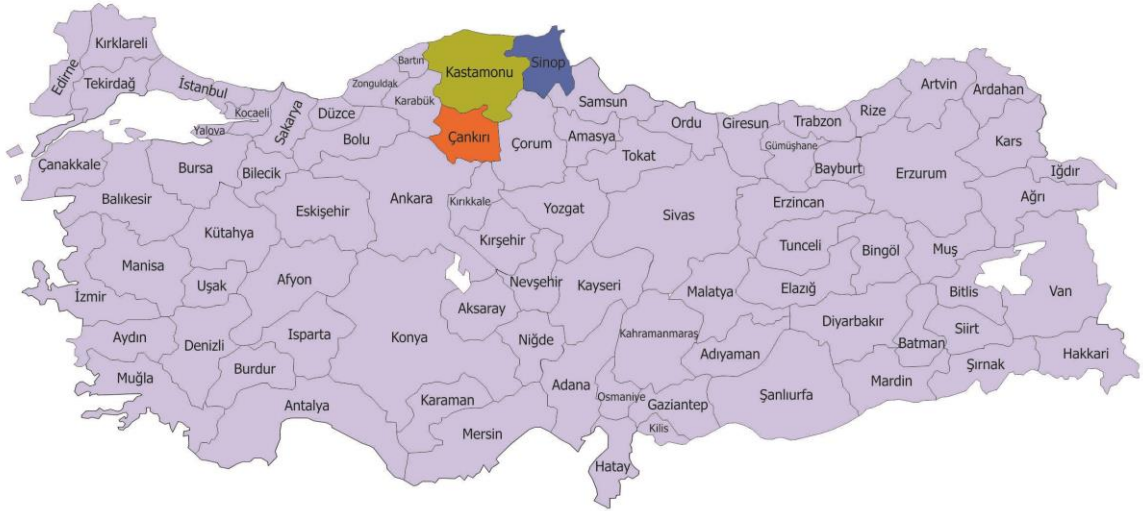 Kırklareli
Edirne
Tekirdağ
İstanbul
Kocaeli
Yalova
Sakarya
Düzce
Bolu
Zonguldak
Bartın
Karabük
Kastamonu
Sinop
Çankırı
Çorum
Samsun
Amasya
Tokat
Ordu
Giresun
Trabzon
Gümüşhane
Bayburt
Rize
Artvin
Ardahan
Kars
Iğdır
Ağrı
Erzurum
Erzincan
Çanakkale
Balıkesir
Bursa
Bilecik
Kütahya
Eskişehir
Ankara
Kırıkkale
Kırşehir
Yozgat
Sivas
Tunceli
Bingöl
Muş
Elazığ
Malatya
Bitlis
Van
Manisa
İzmir
Uşak
Afyon
Aksaray
Nevşehir
Kayseri
Konya
Niğde
Kahramanmaraş
Adıyaman
Diyarbakır
Batman
Siirt
Şırnak
Hakkari
Mardin
Şanlıurfa
Aydın
Denizli
Isparta
Burdur
Muğla
Antalya
Karaman
Mersin
Adana
Osmaniye
Gaziantep
Kilis
Hatay